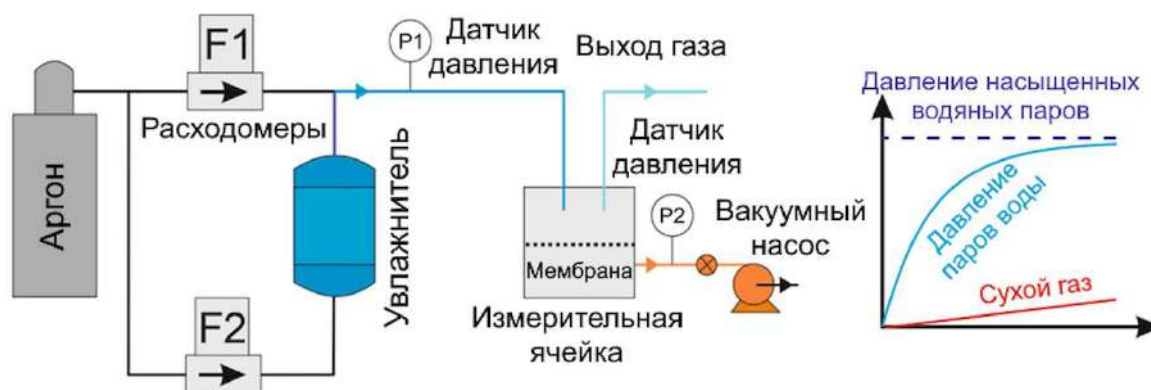 F1
P1
Датчик
давления
Выход газа
Расходомеры
Аргон
Увлажнитель
F2
Датчик
давления
P2
Вакуумный
насос
Мембрана
Измерительная
ячейка
Давление насыщенных
водяных паров
Давление
паров воды
Сухой газ